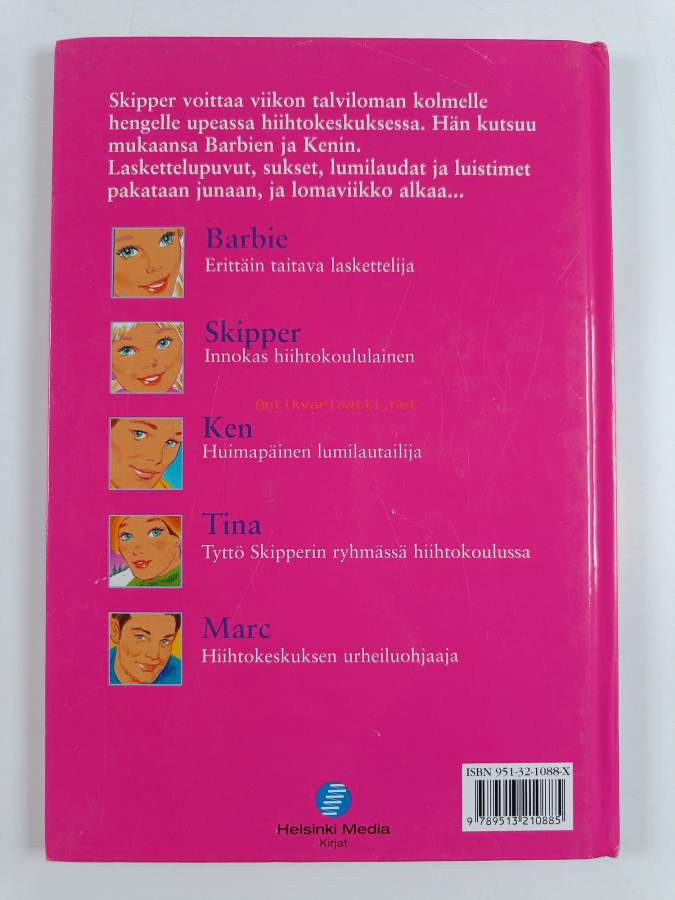 Skipper voittaa viikon talviloman kolmelle
hengelle upeassa hiihtokeskuksessa. Hän kutsuu
mukaansa Barbien ja Kenin.
Laskettelupuvut, sukset, lumilaudat ja luistimet
pakataan junaan, ja lomaviikko alkaa...
Barbie
Erittäin taitava laskettelija
Skipper
Innokas hiihtokoululainen
Antikvariaatti.net
Ken
Huimapäinen lumilautailija
Tina
Tyttö Skipperin ryhmässä hiihtokoulussa
Marc
Hiihtokeskuksen urheiluohjaaja
ISBN 951-32-1088-X
9 789513 210885
Helsinki Media
Kirjat